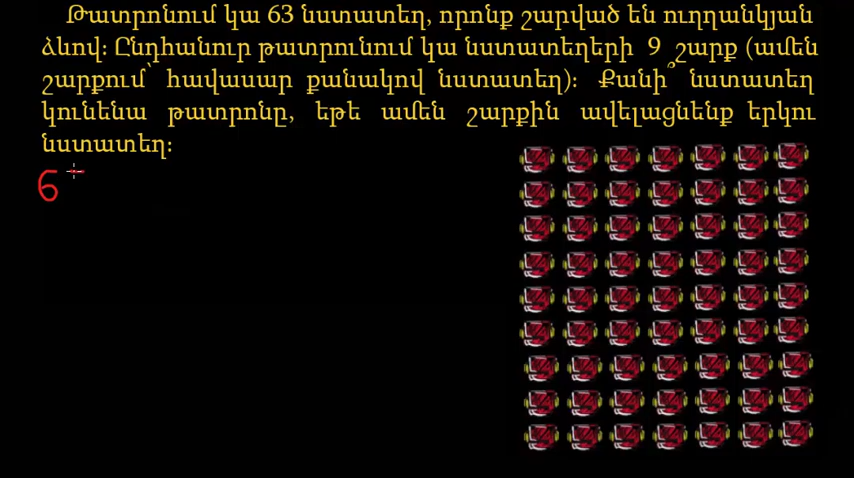 Թատրոնում կա 63 նստատեղ, որոնք շարված են ուղղանկյան
ձևով: Ընդհանուր թատրունում կա նստատեղերի 9 շարք (ամեն
շարքում՝ հավասար քանակով նստատեղ): Քանի՞ նստատեղ
կունենա թատրոնը, եթե ամեն շարքին ավելացնենք երկու
նստատեղ:
6